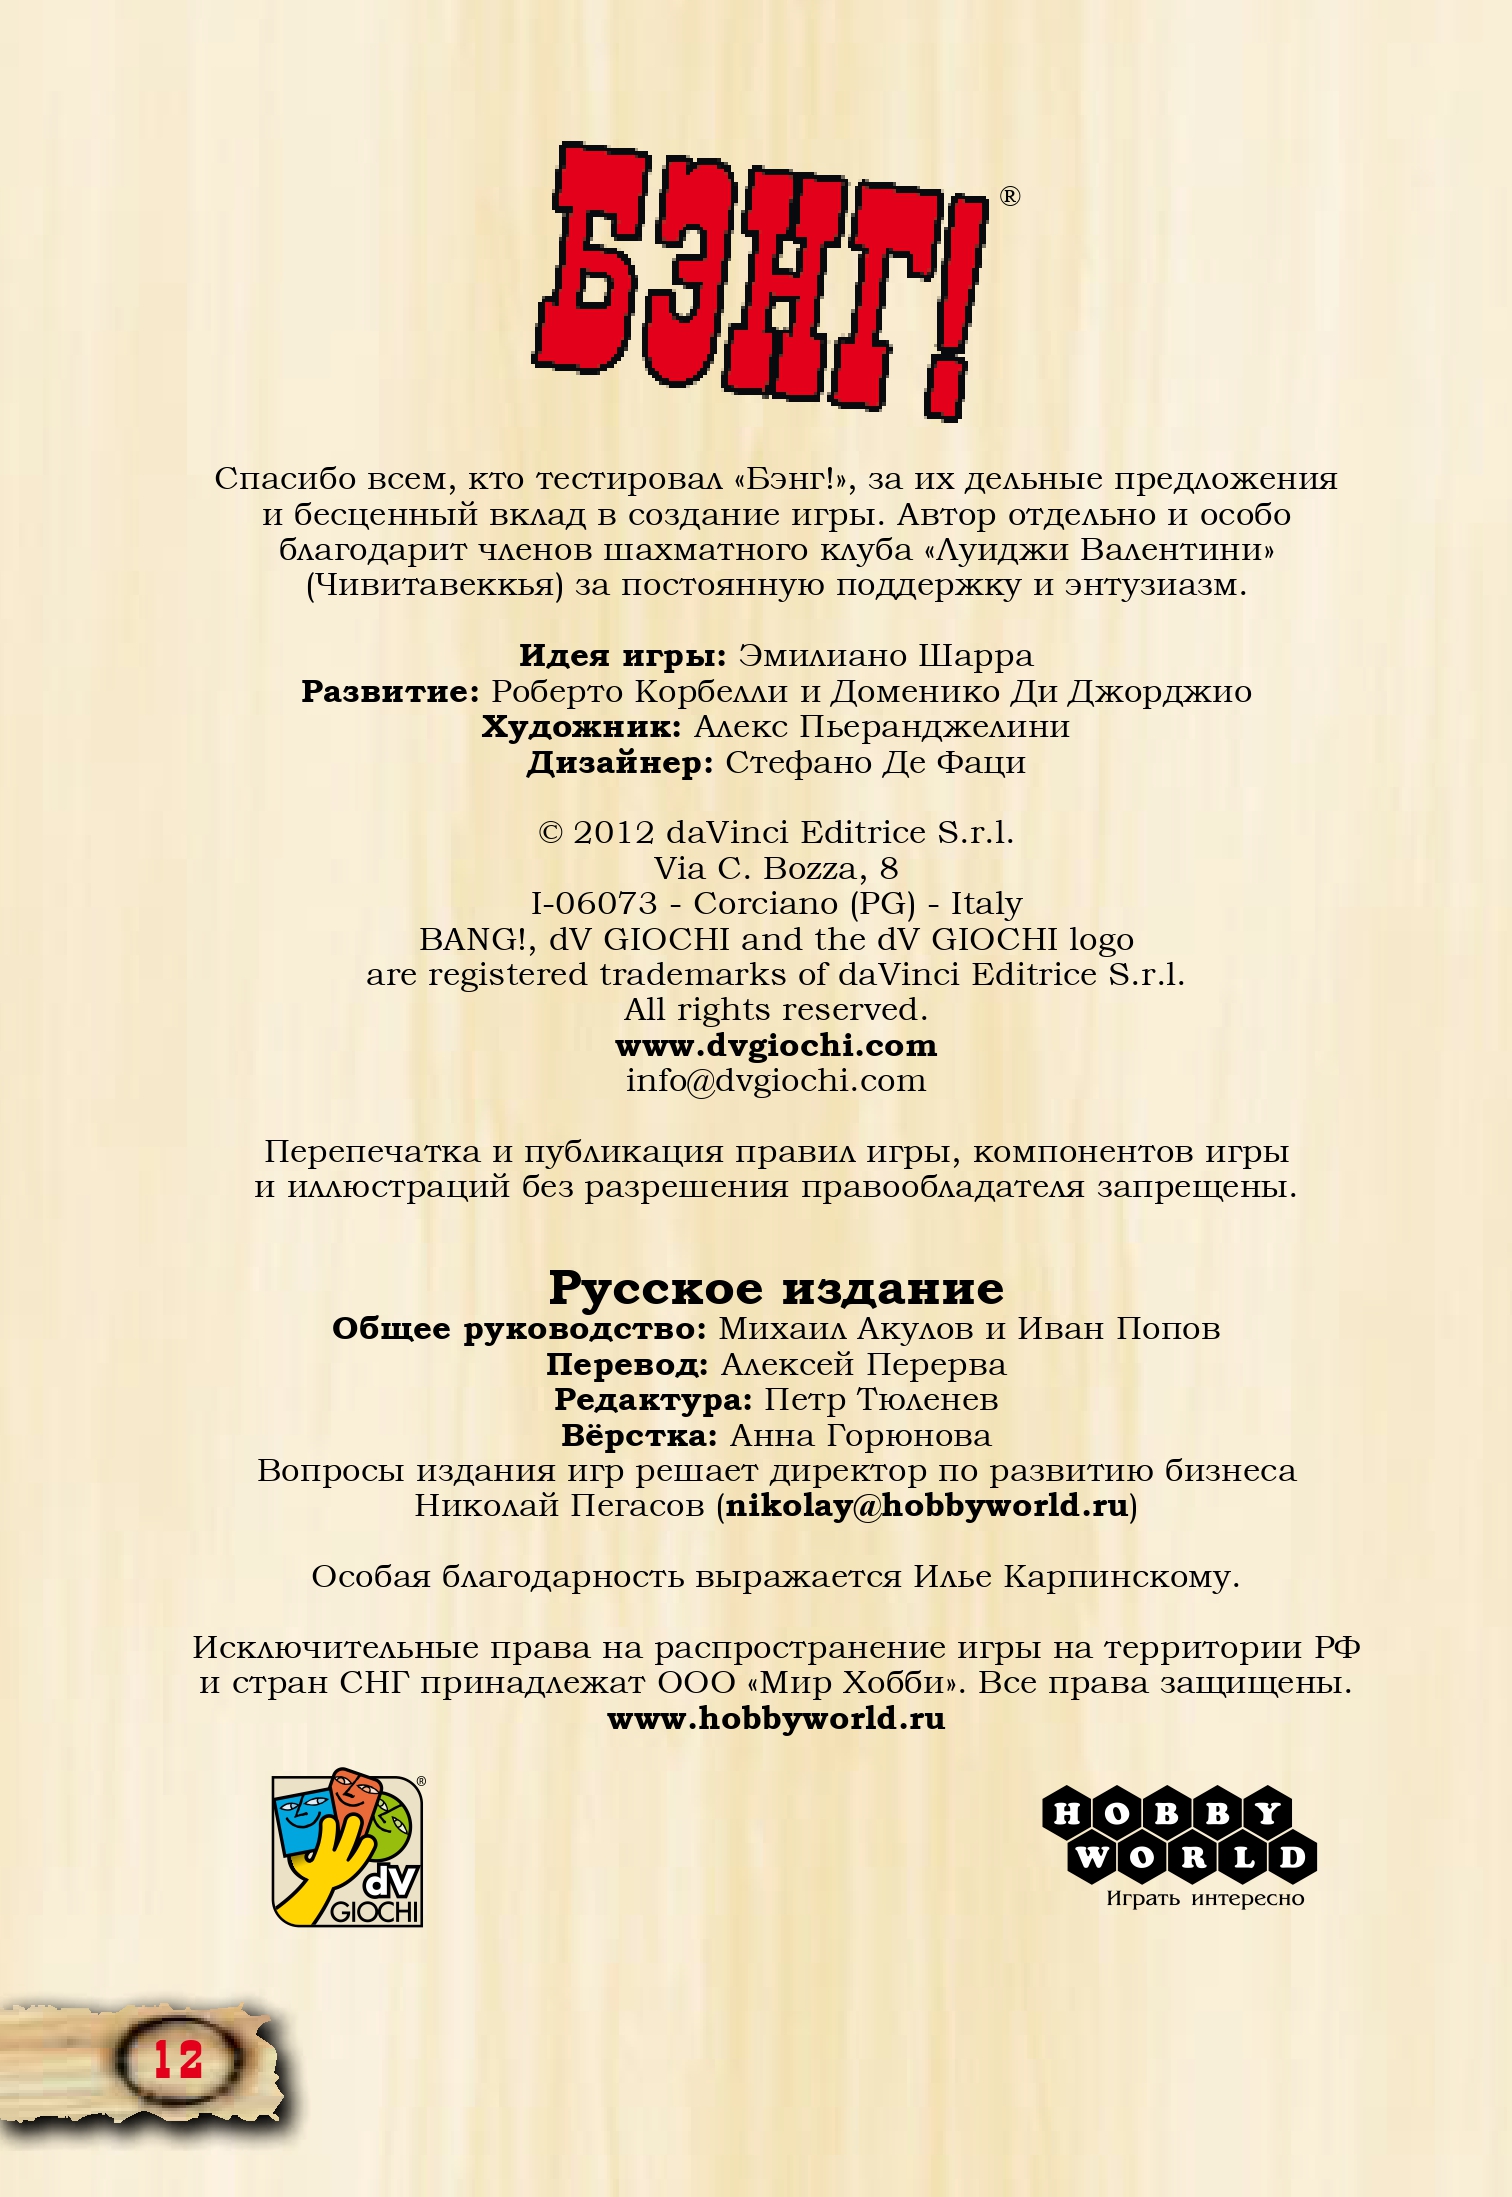 БЭНГ!®
Спасибо всем, кто тестировал «Бэнг!», за их дельные предложения
и бесценный вклад в создание игры. Автор отдельно и особо
благодарит членов шахматного клуба «Луиджи Валентини»
(Чивитавеккья) за постоянную поддержку и энтузиазм.
Идея игры: Эмилиано Шарра
Развитие: Роберто Корбелли и Доменико Ди Джорджио
Художник: Алекс Пьеранджелини
Дизайнер: Стефано Де Фаци
© 2012 daVinci Editrice S.r.l.
Via C. Bozza, 8
I-06073 - Corciano (PG) - Italy
BANG!, dV GIOCHI and the dV GIOCHI logo
are registered trademarks of daVinci Editrice S.r.l.
All rights reserved.
www.dvgiochi.com
info@dvgiochi.com
Перепечатка и публикация правил игры, компонентов игры
и иллюстраций без разрешения правообладателя запрещены.
Русское издание
Общее руководство: Михаил Акулов и Иван Попов
Перевод: Алексей Перерва
Редактура: Петр Тюленев
Вёрстка: Анна Горюнова
Вопросы издания игр решает директор по развитию бизнеса
Николай Пегасов (nikolay@hobbyworld.ru)
Особая благодарность выражается Илье Карпинскому.
Исключительные права на распространение игры на территории РФ
и стран СНГ принадлежат ООО «Мир Хобби». Все права защищены.
www.hobbyworld.ru
®
dV
GIOCHI
HOBBY
WORLD
Играть интересно
12